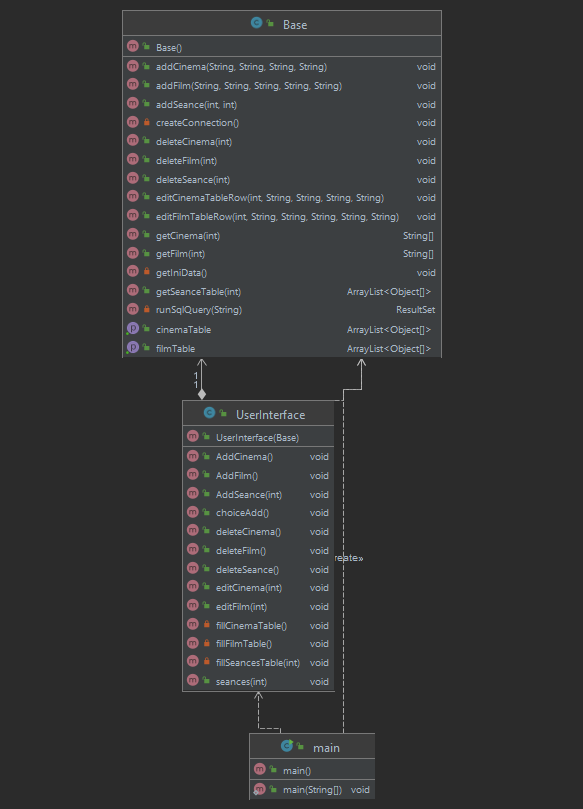 Base
Base()
addCinema(String, String, String, String) void
addFilm(String, String, String, String, String) void
addSeance(int, int) void
createConnection() void
deleteCinema(int) void
deleteFilm(int) void
deleteSeance(int) void
editCinemaTableRow(int, String, String, String, String) void
editFilmTableRow(int, String, String, String, String, String) void
getCinema(int) String[]
getFilm(int) String[]
getIniData() void
getSeanceTable(int) ArrayList<Object[]>
runSqlQuery(String) ResultSet
cinemaTable ArrayList<Object[]>
filmTable ArrayList<Object[]>
1
1
UserInterface
UserInterface(Base)
AddCinema() void
AddFilm() void
AddSeance(int) void
choiceAdd() void
deleteCinema() void
deleteFilm() void
deleteSeance() void
editCinema(int) void
editFilm(int) void
fillCinemaTable() void
fillFilmTable() void
fillSeancesTable(int) void
seances(int) void
reate»
main
main()
main(String[]) void